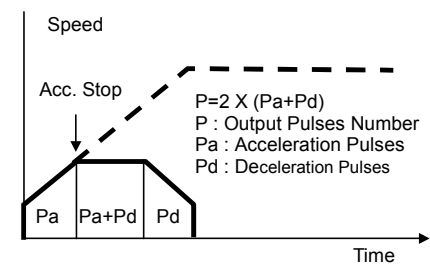 Speed
Acc. Stop
P=2 X (Pa+Pd)
P : Output Pulses Number
Pa : Acceleration Pulses
Pd : Deceleration Pulses
Pa
Pa+Pd
Pd
Time